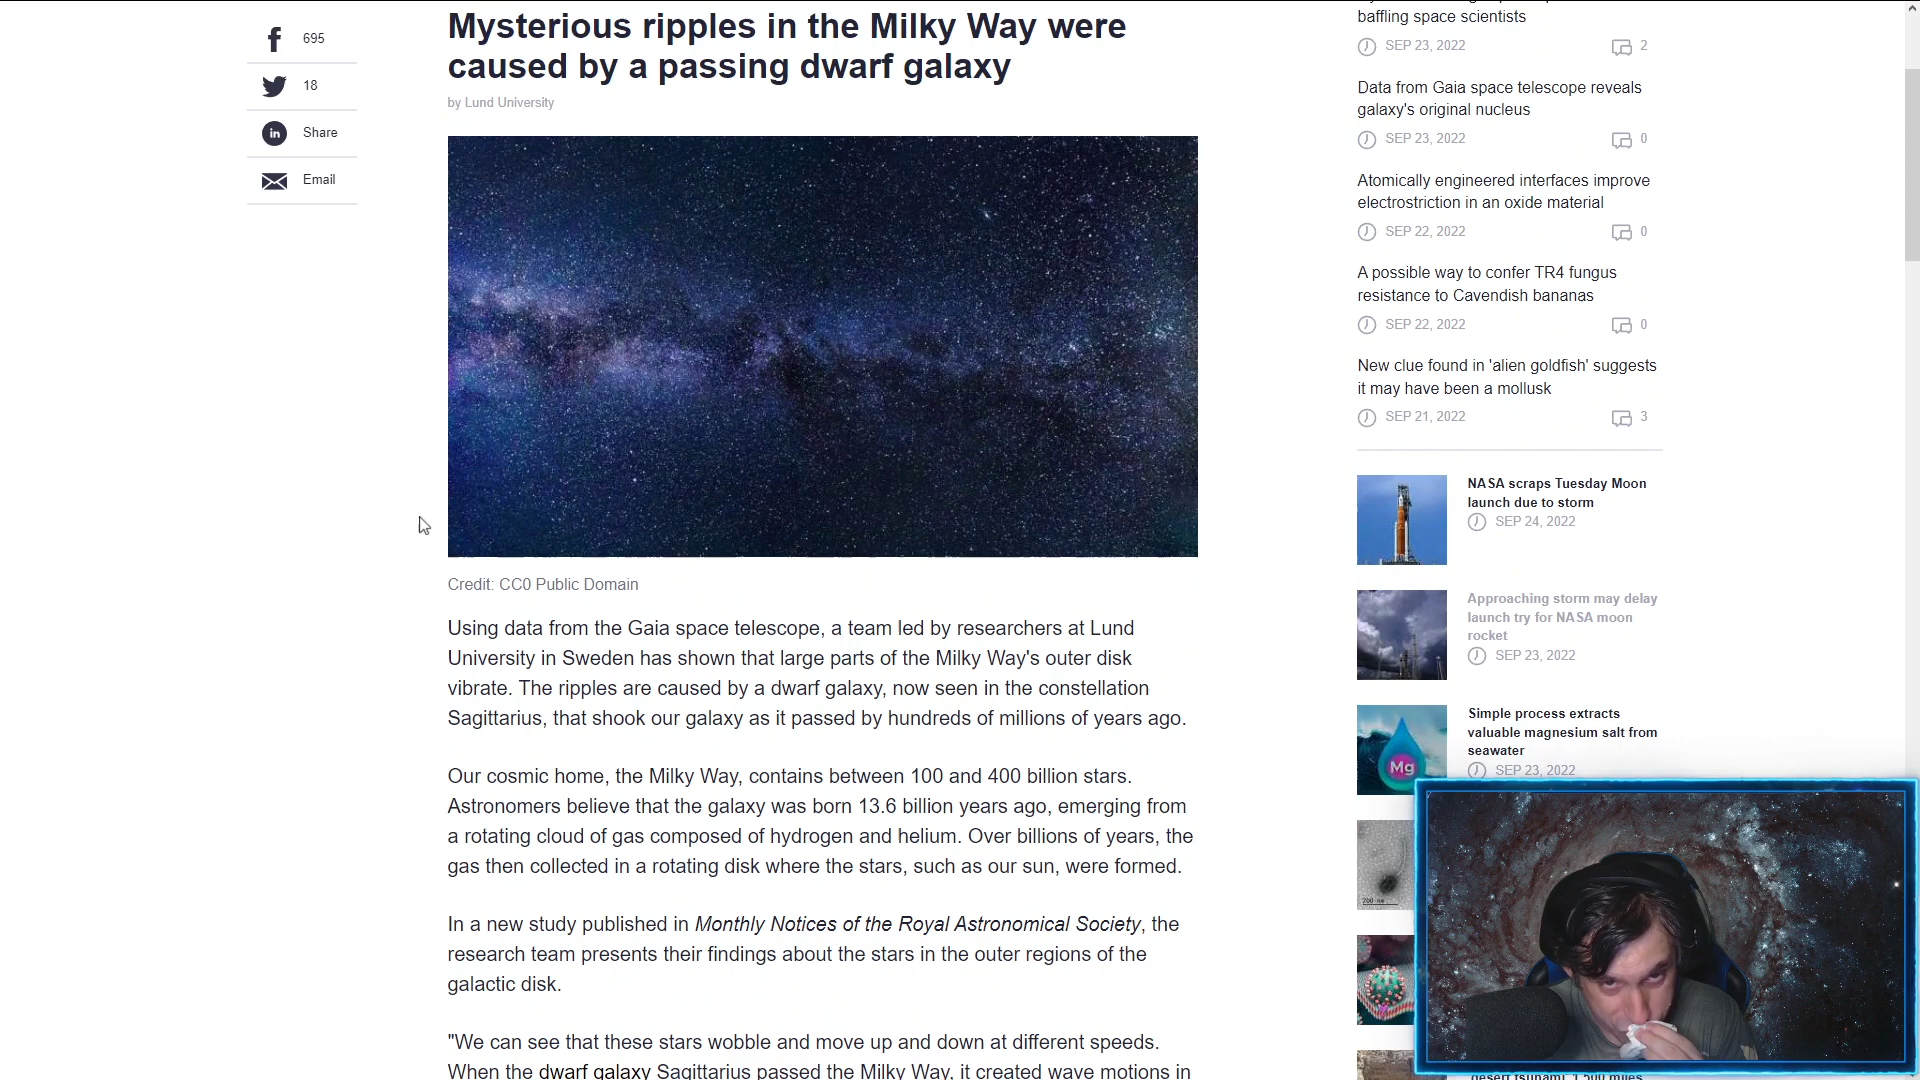 695
18
Share
Email
Mysterious ripples in the Milky Way were
caused by a passing dwarf galaxy
by Lund University
Credit: CC0 Public Domain
Using data from the Gaia space telescope, a team led by researchers at Lund
University in Sweden has shown that large parts of the Milky Way's outer disk
vibrate. The ripples are caused by a dwarf galaxy, now seen in the constellation
Sagittarius, that shook our galaxy as it passed by hundreds of millions of years ago.
Our cosmic home, the Milky Way, contains between 100 and 400 billion stars.
Astronomers believe that the galaxy was born 13.6 billion years ago, emerging from
a rotating cloud of gas composed of hydrogen and helium. Over billions of years, the
gas then collected in a rotating disk where the stars, such as our sun, were formed.
In a new study published in Monthly Notices of the Royal Astronomical Society, the
research team presents their findings about the stars in the outer regions of the
galactic disk.
"We can see that these stars wobble and move up and down at different speeds.
When the dwarf galaxy Sagittarius passed the Milky Way, it created wave motions in
baffling space scientists
SEP 23, 2022 2
Data from Gaia space telescope reveals
galaxy's original nucleus
SEP 23, 2022 0
Atomically engineered interfaces improve
electrostriction in an oxide material
SEP 22, 2022 0
A possible way to confer TR4 fungus
resistance to Cavendish bananas
SEP 22, 2022 0
New clue found in 'alien goldfish' suggests
it may have been a mollusk
SEP 21, 2022 3
NASA scraps Tuesday Moon
launch due to storm
SEP 24, 2022
Approaching storm may delay
launch try for NASA moon
rocket
SEP 23, 2022
Mg
Simple process extracts
valuable magnesium salt from
seawater
SEP 23, 2022
200 nm